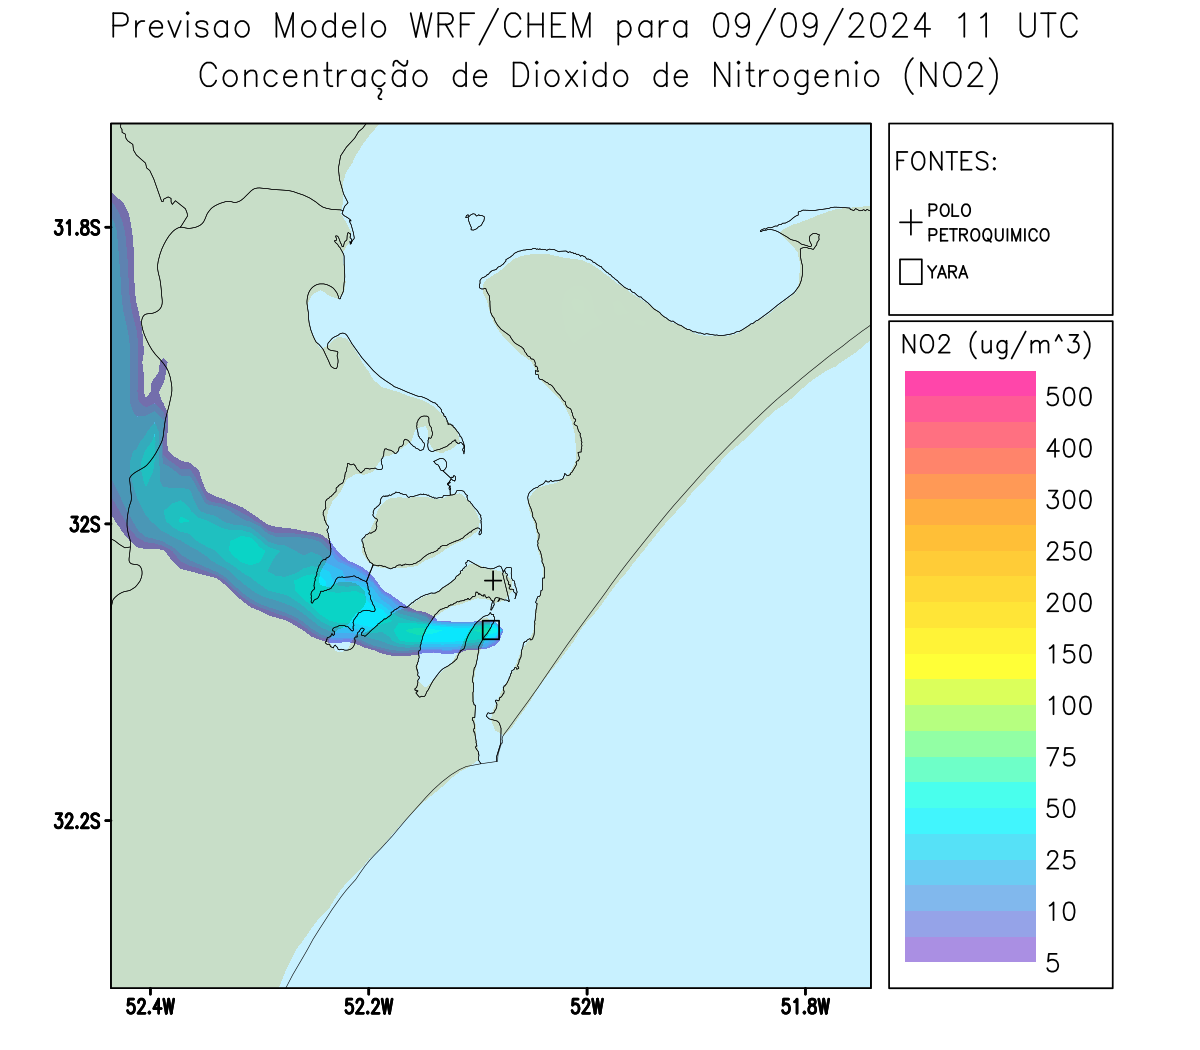 Previsao Modelo WRF/CHEM para 09/09/2024 11 UTC
Concentração de Dioxido de Nitrogenio (NO2)
FONTES:
POLO
PETROQUIMICO
YARA
NO2 (ug/m^3)
500
400
300
250
200
150
100
75
50
25
10
5
31.8S
32S
32.2S
52.4W
52.2W
52W
51.8W